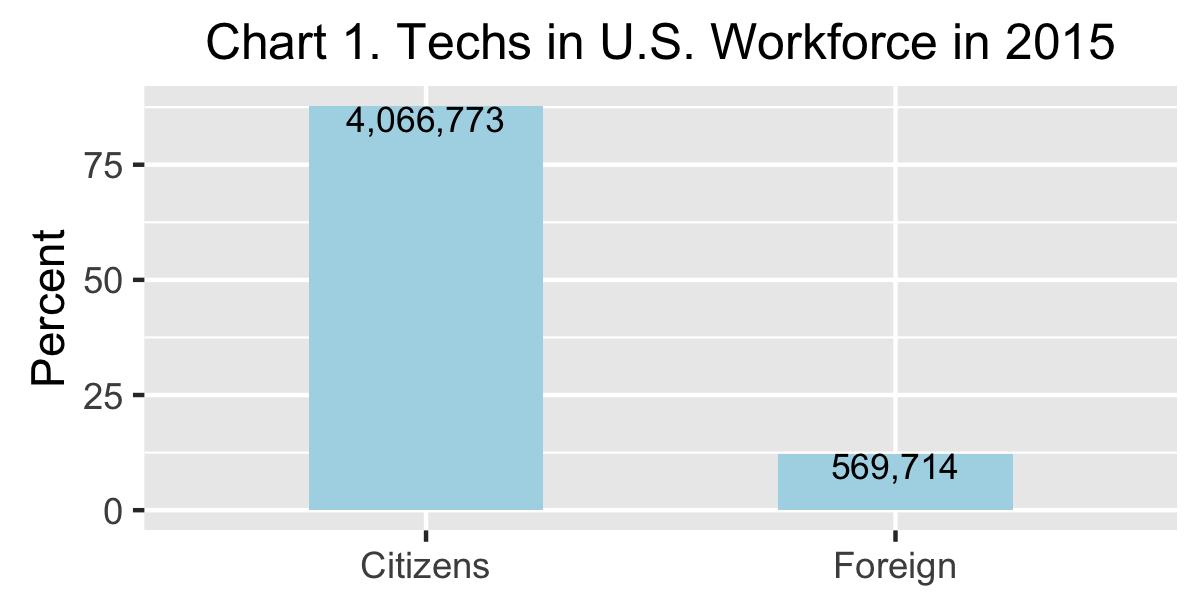 Chart 1. Techs in U.S. Workforce in 2015
4,066,773
75
Percent
50
25
569,714
0
Citizens
Foreign